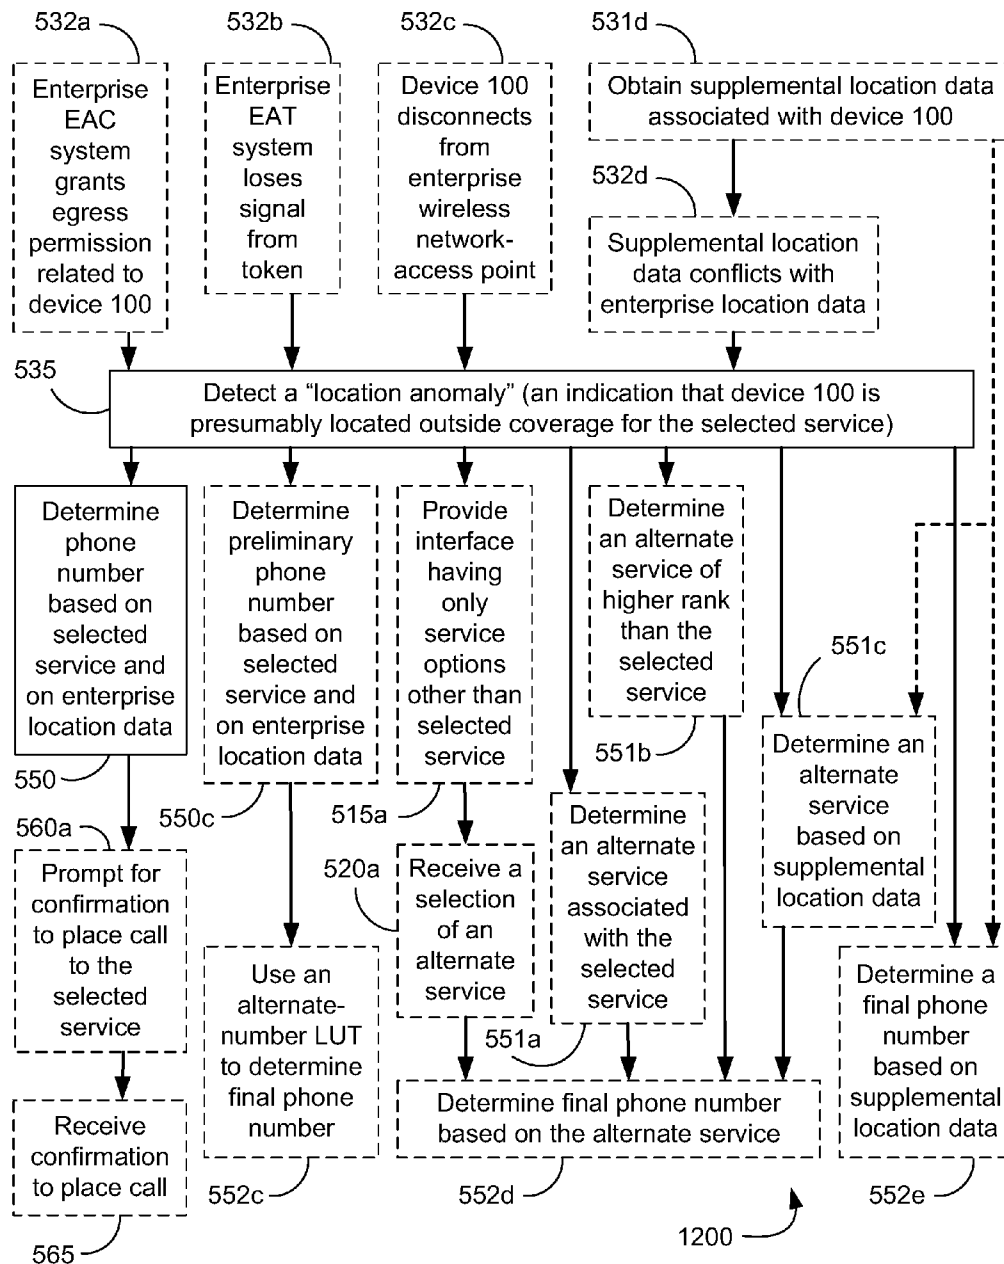 532a
532b
532c
531d
Enterprise
EAC
system
grants
egress
permission
related to
device 100
Enterprise
EAT
system
loses
signal
from
token
Device 100
disconnects
from
enterprise
wireless
network-
access point
Obtain supplemental location data
associated with device 100
532d
Supplemental location
data conflicts with
enterprise location data
535
Detect a “location anomaly” (an indication that device 100 is
presumably located outside coverage for the selected service)
Determine
phone
number
based on
selected
service and
on enterprise
location data
550
Determine
preliminary
phone
number
based on
selected
service and
on enterprise
location data
550c
Provide
interface
having
only
service
options
other than
selected
service
515a
Determine
an alternate
service of
higher rank
than the
selected
service
551b
551c
Determine an
alternate
service
based on
supplemental
location data
560a
Prompt for
confirmation
to place call
to the
selected
service
520a
Receive a
selection
of an
alternate
service
Determine
an alternate
service
associated
with the
selected
service
551a
Use an
alternate-
number LUT
to determine
final phone
number
552c
Determine final phone number
based on the alternate service
552d
Determine a
final phone
number
based on
supplemental
location data
552e
Receive
confirmation
to place call
565
1200